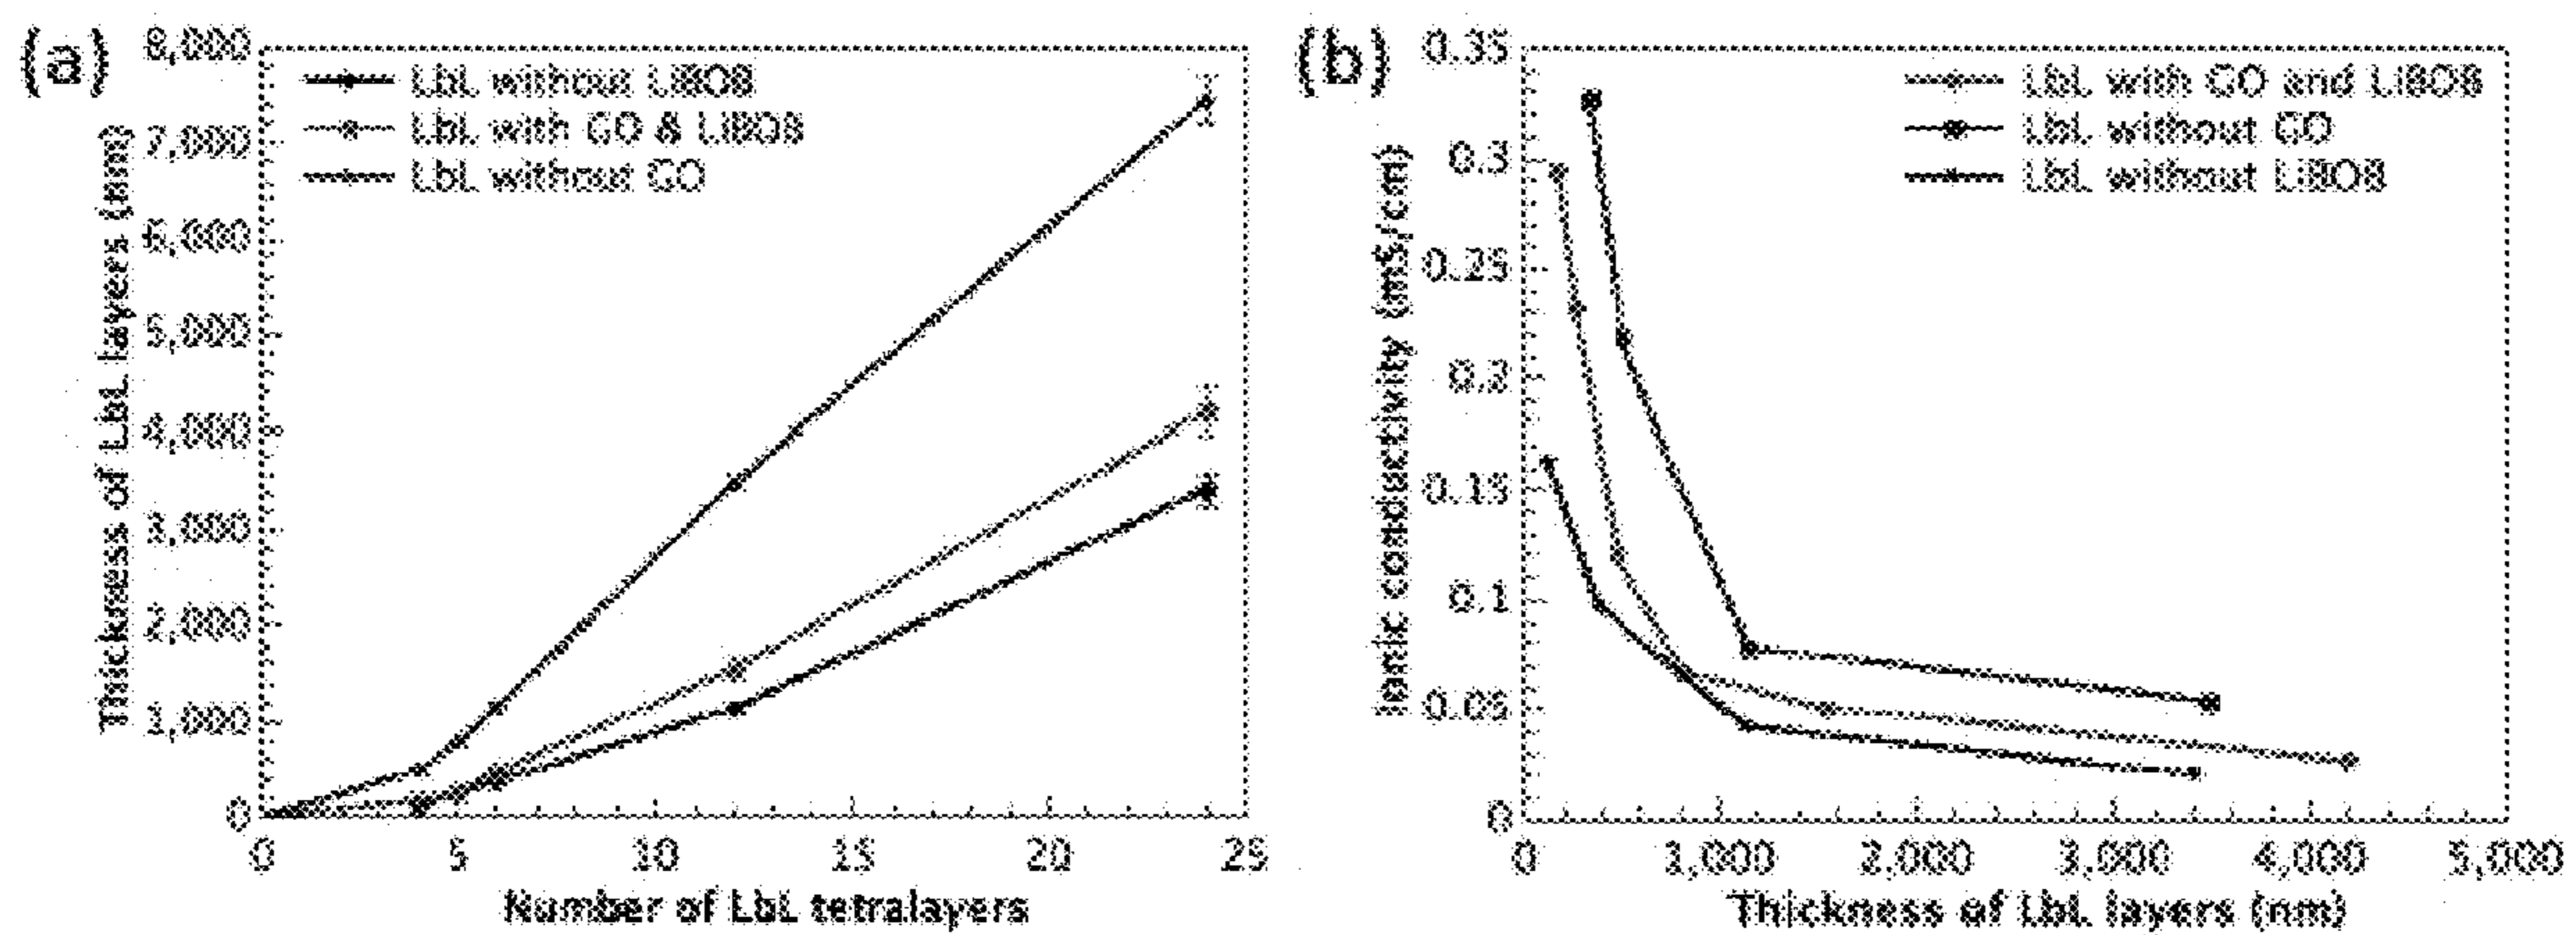 (a)
8,000
7,000
6,000
5,000
4,000
3,000
2,000
1,000
0
Thickness of LbL layers (nm)
LbL without LiBOB
LbL with GO & LiBOB
LbL without GO
0 5 10 15 20 25
Number of LbL tetralayers
(b)
0.35
0.3
0.25
0.2
0.15
0.1
0.05
0
Ionic conductivity (mS/cm)
LbL with GO and LiBOB
LbL without GO
LbL without LiBOB
0 1,000 2,000 3,000 4,000 5,000
Thickness of LbL layers (nm)